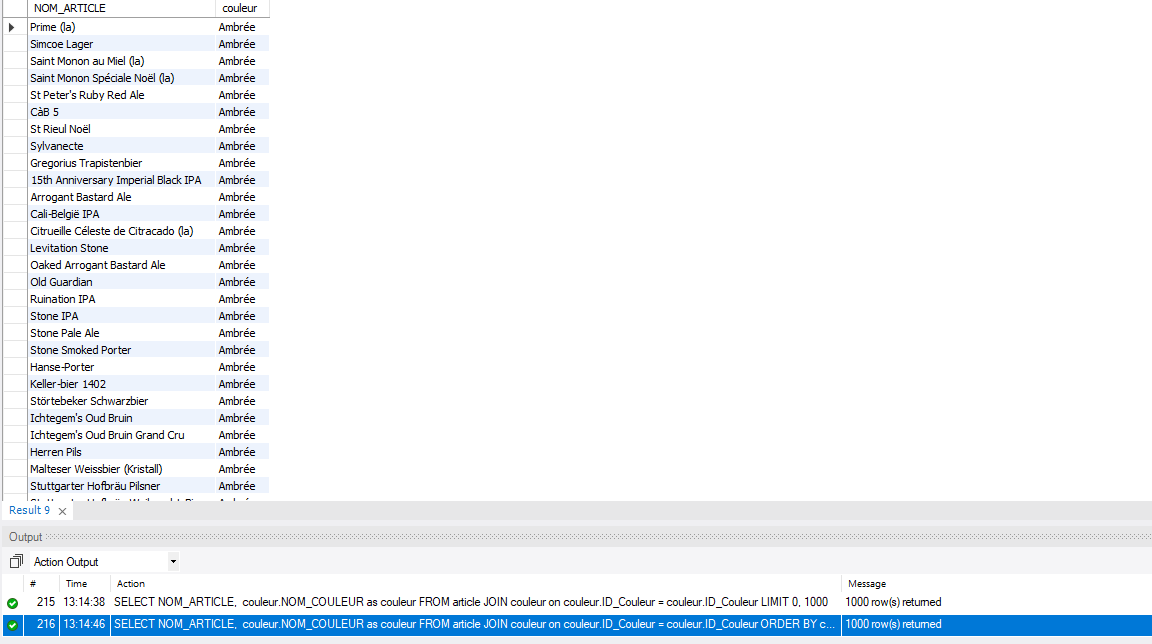 NOM_ARTICLE couleur
Prime (la) Ambrée
Simcoe Lager Ambrée
Saint Monon au Miel (la) Ambrée
Saint Monon Spéciale Noël (la) Ambrée
St Peter's Ruby Red Ale Ambrée
CàB 5 Ambrée
St Rieul Noël Ambrée
Sylvanecte Ambrée
Gregorius Trapistenbier Ambrée
15th Anniversary Imperial Black IPA Ambrée
Arrogant Bastard Ale Ambrée
Cali-België IPA Ambrée
Citrueille Céleste de Citracado (la) Ambrée
Levitation Stone Ambrée
Oaked Arrogant Bastard Ale Ambrée
Old Guardian Ambrée
Ruination IPA Ambrée
Stone IPA Ambrée
Stone Pale Ale Ambrée
Stone Smoked Porter Ambrée
Hanse-Porter Ambrée
Keller-bier 1402 Ambrée
Störtebeker Schwarzbier Ambrée
Ichtegem's Oud Bruin Ambrée
Ichtegem's Oud Bruin Grand Cru Ambrée
Herren Pils Ambrée
Malteser Weissbier (Kristall) Ambrée
Stuttgarter Hofbräu Pilsner Ambrée
Result 9
Output
Action Output
# Time Action Message
215 13:14:38 SELECT NOM_ARTICLE, couleur.NOM_COULEUR as couleur FROM article JOIN couleur on couleur.ID_Couleur = couleur.ID_Couleur LIMIT 0, 1000 1000 row(s) returned
216 13:14:46 SELECT NOM_ARTICLE, couleur.NOM_COULEUR as couleur FROM article JOIN couleur on couleur.ID_Couleur = couleur.ID_Couleur ORDER BY c... 1000 row(s) returned